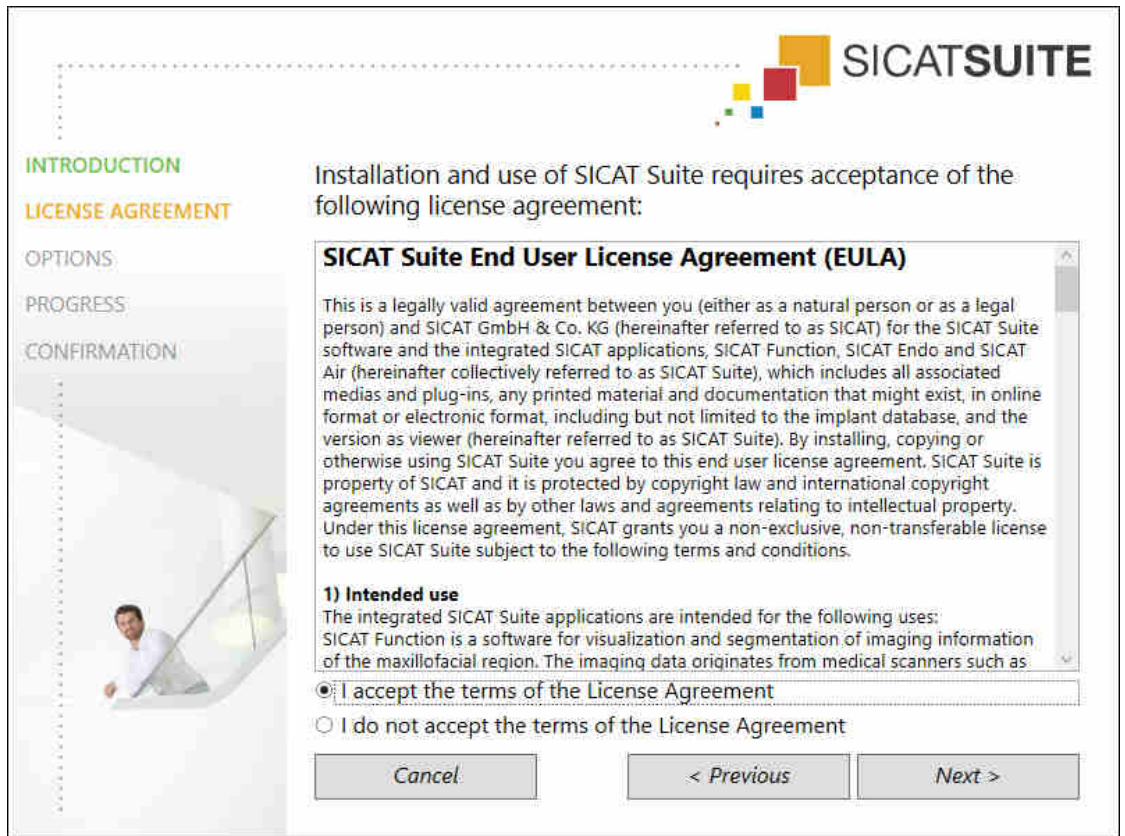 SICATSUITE
INTRODUCTION
LICENSE AGREEMENT
OPTIONS
PROGRESS
CONFIRMATION
Installation and use of SICAT Suite requires acceptance of the
following license agreement:
SICAT Suite End User License Agreement (EULA)
This is a legally valid agreement between you (either as a natural person or as a legal
person) and SICAT GmbH & Co. KG (hereinafter referred to as SICAT) for the SICAT Suite
software and the integrated SICAT applications, SICAT Function, SICAT Endo and SICAT
Air (hereinafter collectively referred to as SICAT Suite), which includes all associated
medias and plug-ins, any printed material and documentation that might exist, in online
format or electronic format, including but not limited to the implant database, and the
version as viewer (hereinafter referred to as SICAT Suite). By installing, copying or
otherwise using SICAT Suite you agree to this end user license agreement. SICAT Suite is
property of SICAT and it is protected by copyright law and international copyright
agreements as well as by other laws and agreements relating to intellectual property.
Under this license agreement, SICAT grants you a non-exclusive, non-transferable license
to use SICAT Suite subject to the following terms and conditions.
1) Intended use
The integrated SICAT Suite applications are intended for the following uses:
SICAT Function is a software for visualization and segmentation of imaging information
of the maxillofacial region. The imaging data originates from medical scanners such as
I accept the terms of the License Agreement
I do not accept the terms of the License Agreement
Cancel
< Previous
Next >